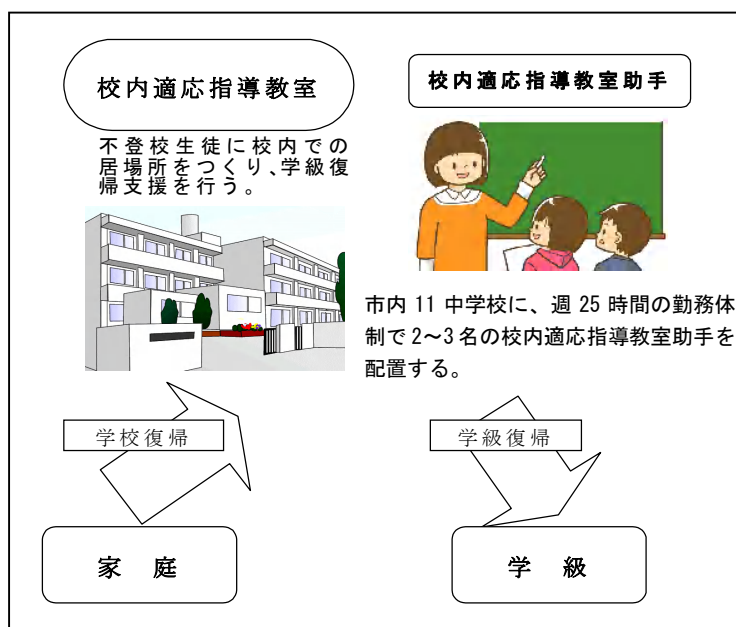 校内適応指導教室
不登校生徒に校内での
居場所をつくり、学級復
帰支援を行う。
校内適応指導教室助手
市内 11 中学校に、週 25 時間の勤務体
制で2～3名の校内適応指導教室助手を
配置する。
学校復帰
学級復帰
家 庭
学 級